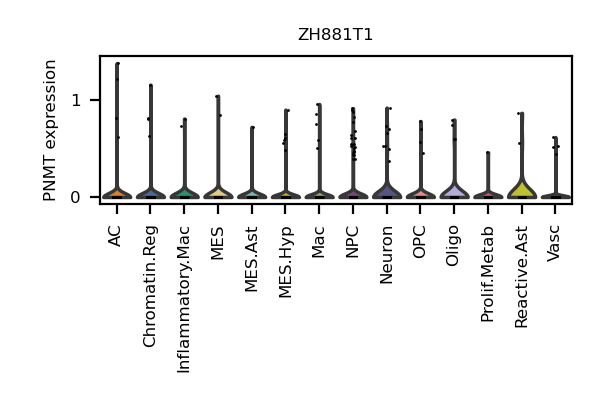 ZH881T1
PNMT expression
1
0
AC
Chromatin.Reg
Inflammatory.Mac
MES
MES.Ast
MES.Hyp
Mac
NPC
Neuron
OPC
Oligo
Prolif.Metab
Reactive.Ast
Vasc